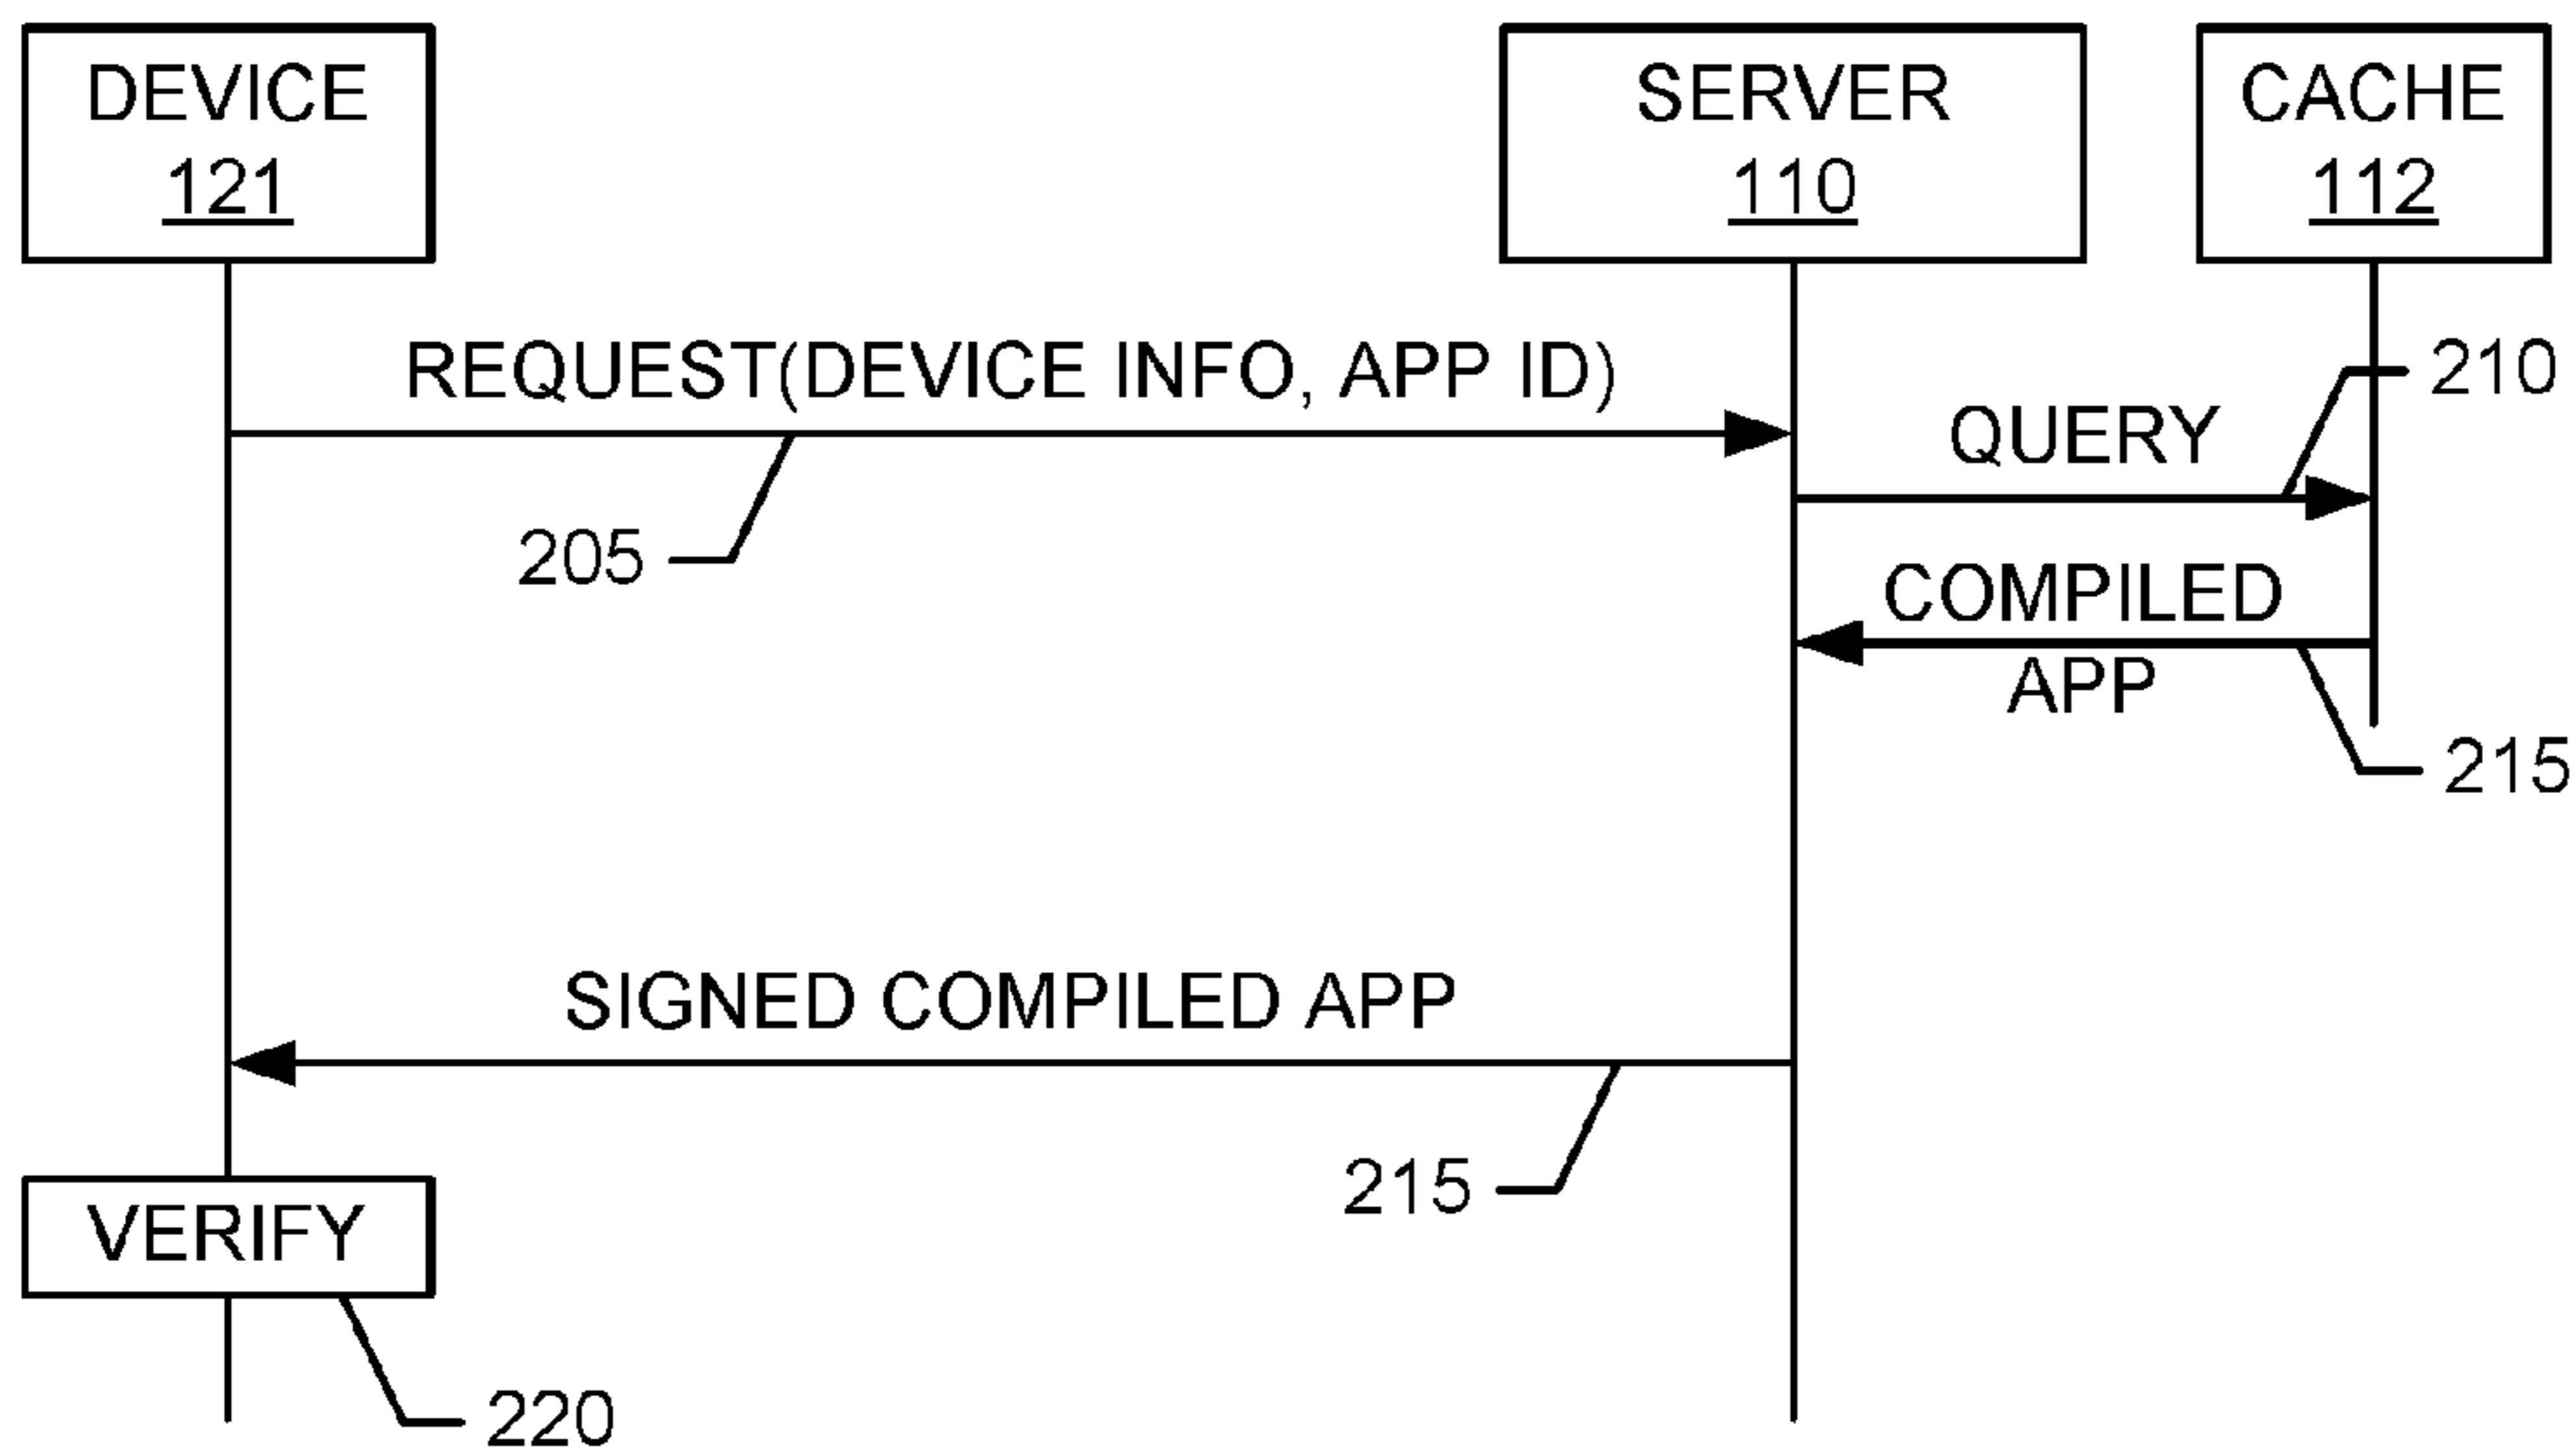 DEVICE
121
SERVER
110
CACHE
112
REQUEST(DEVICE INFO, APP ID)
210
QUERY
205
COMPILED
APP
215
SIGNED COMPILED APP
215
VERIFY
220